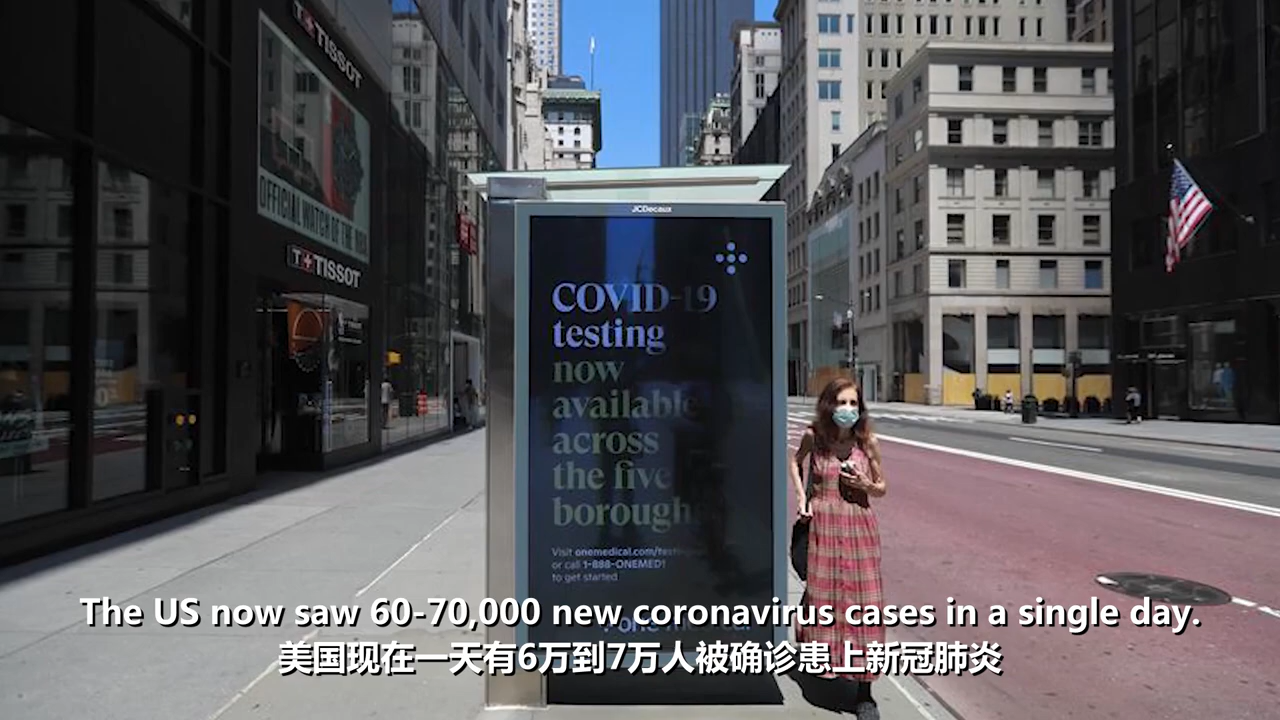 TISSOT
OFFICIAL WATCH OF THE NBA
T+TISSOT
JCDecaux
COVID-19
testing
now
available
across
the five
borough
Visit onemedical.com/
or call 1-888-ONEMED1
to get started
The US now saw 60-70,000 new coronavirus cases in a single day.
美国现在一天有6万到7万人被确诊患上新冠肺炎